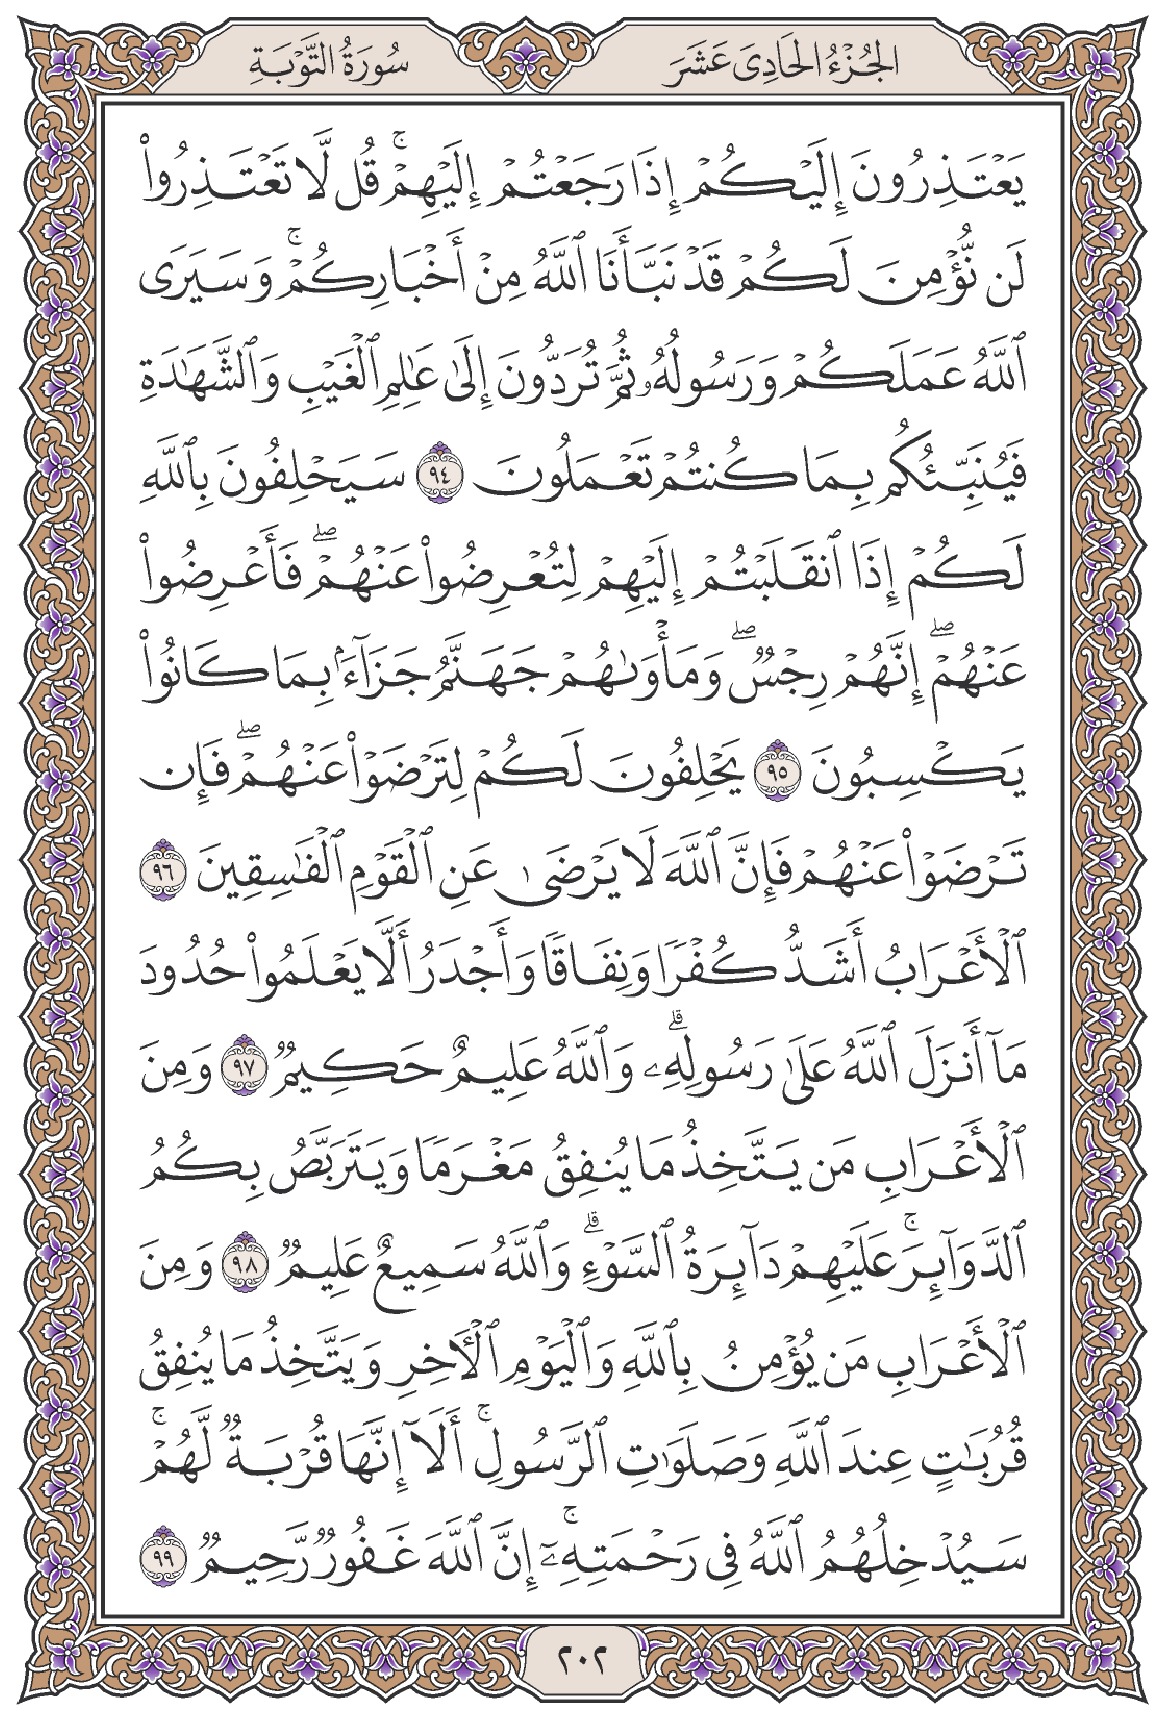 الجُزْءُ الحَادِىَ عَشَرَ
سُورَةُ التَّوْبَةِ
يَعْتَذِرُونَ إِلَيْكُمْ إِذَا رَجَعْتُمْ إِلَيْهِمْۚ قُل لَّا تَعْتَذِرُوا۟
لَن نُّؤْمِنَ لَكُمْ قَدْ نَبَّأَنَا ٱللَّهُ مِنْ أَخْبَارِكُمْۚ وَسَيَرَى
ٱللَّهُ عَمَلَكُمْ وَرَسُولُهُۥ ثُمَّ تُرَدُّونَ إِلَىٰ عَٰلِمِ ٱلْغَيْبِ وَٱلشَّهَٰدَةِ
فَيُنَبِّئُكُم بِمَا كُنتُمْ تَعْمَلُونَ ٩٤ سَيَحْلِفُونَ بِٱللَّهِ
لَكُمْ إِذَا ٱنقَلَبْتُمْ إِلَيْهِمْ لِتُعْرِضُوا۟ عَنْهُمْۖ فَأَعْرِضُوا۟
عَنْهُمْۖ إِنَّهُمْ رِجْسٌۖ وَمَأْوَىٰهُمْ جَهَنَّمُ جَزَآءًۢ بِمَا كَانُوا۟
يَكْسِبُونَ ٩٥ يَحْلِفُونَ لَكُمْ لِتَرْضَوْا۟ عَنْهُمْۖ فَإِن
تَرْضَوْا۟ عَنْهُمْ فَإِنَّ ٱللَّهَ لَا يَرْضَىٰ عَنِ ٱلْقَوْمِ ٱلْفَٰسِقِينَ ٩٦
ٱلْأَعْرَابُ أَشَدُّ كُفْرًا وَنِفَاقًا وَأَجْدَرُ أَلَّا يَعْلَمُوا۟ حُدُودَ
مَآ أَنزَلَ ٱللَّهُ عَلَىٰ رَسُولِهِۦۗ وَٱللَّهُ عَلِيمٌ حَكِيمٌ ٩٧ وَمِنَ
ٱلْأَعْرَابِ مَن يَتَّخِذُ مَا يُنفِقُ مَغْرَمًا وَيَتَرَبَّصُ بِكُمُ
ٱلدَّوَآئِرَۚ عَلَيْهِمْ دَآئِرَةُ ٱلسَّوْءِۗ وَٱللَّهُ سَمِيعٌ عَلِيمٌ ٩٨ وَمِنَ
ٱلْأَعْرَابِ مَن يُؤْمِنُ بِٱللَّهِ وَٱلْيَوْمِ ٱلْأَخِرِ وَيَتَّخِذُ مَا يُنفِقُ
قُرُبَٰتٍ عِندَ ٱللَّهِ وَصَلَوَٰتِ ٱلرَّسُولِۚ أَلَآ إِنَّهَا قُرْبَةٌ لَّهُمْۚ
سَيُدْخِلُهُمُ ٱللَّهُ فِى رَحْمَتِهِۦٓۚ إِنَّ ٱللَّهَ غَفُورٌ رَّحِيمٌ ٩٩
٢٠٢